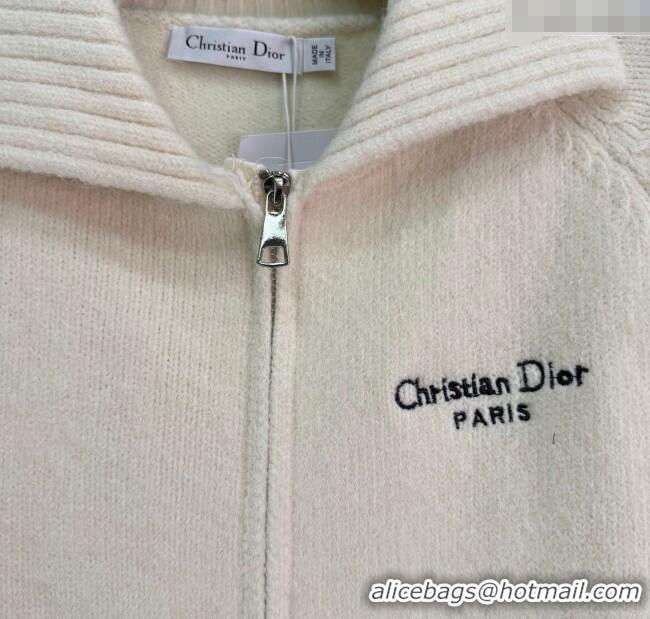 Christian Dior
PARIS
MADE
IN
ITALY
Christian Dior
PARIS
alicebags@hotmail.com